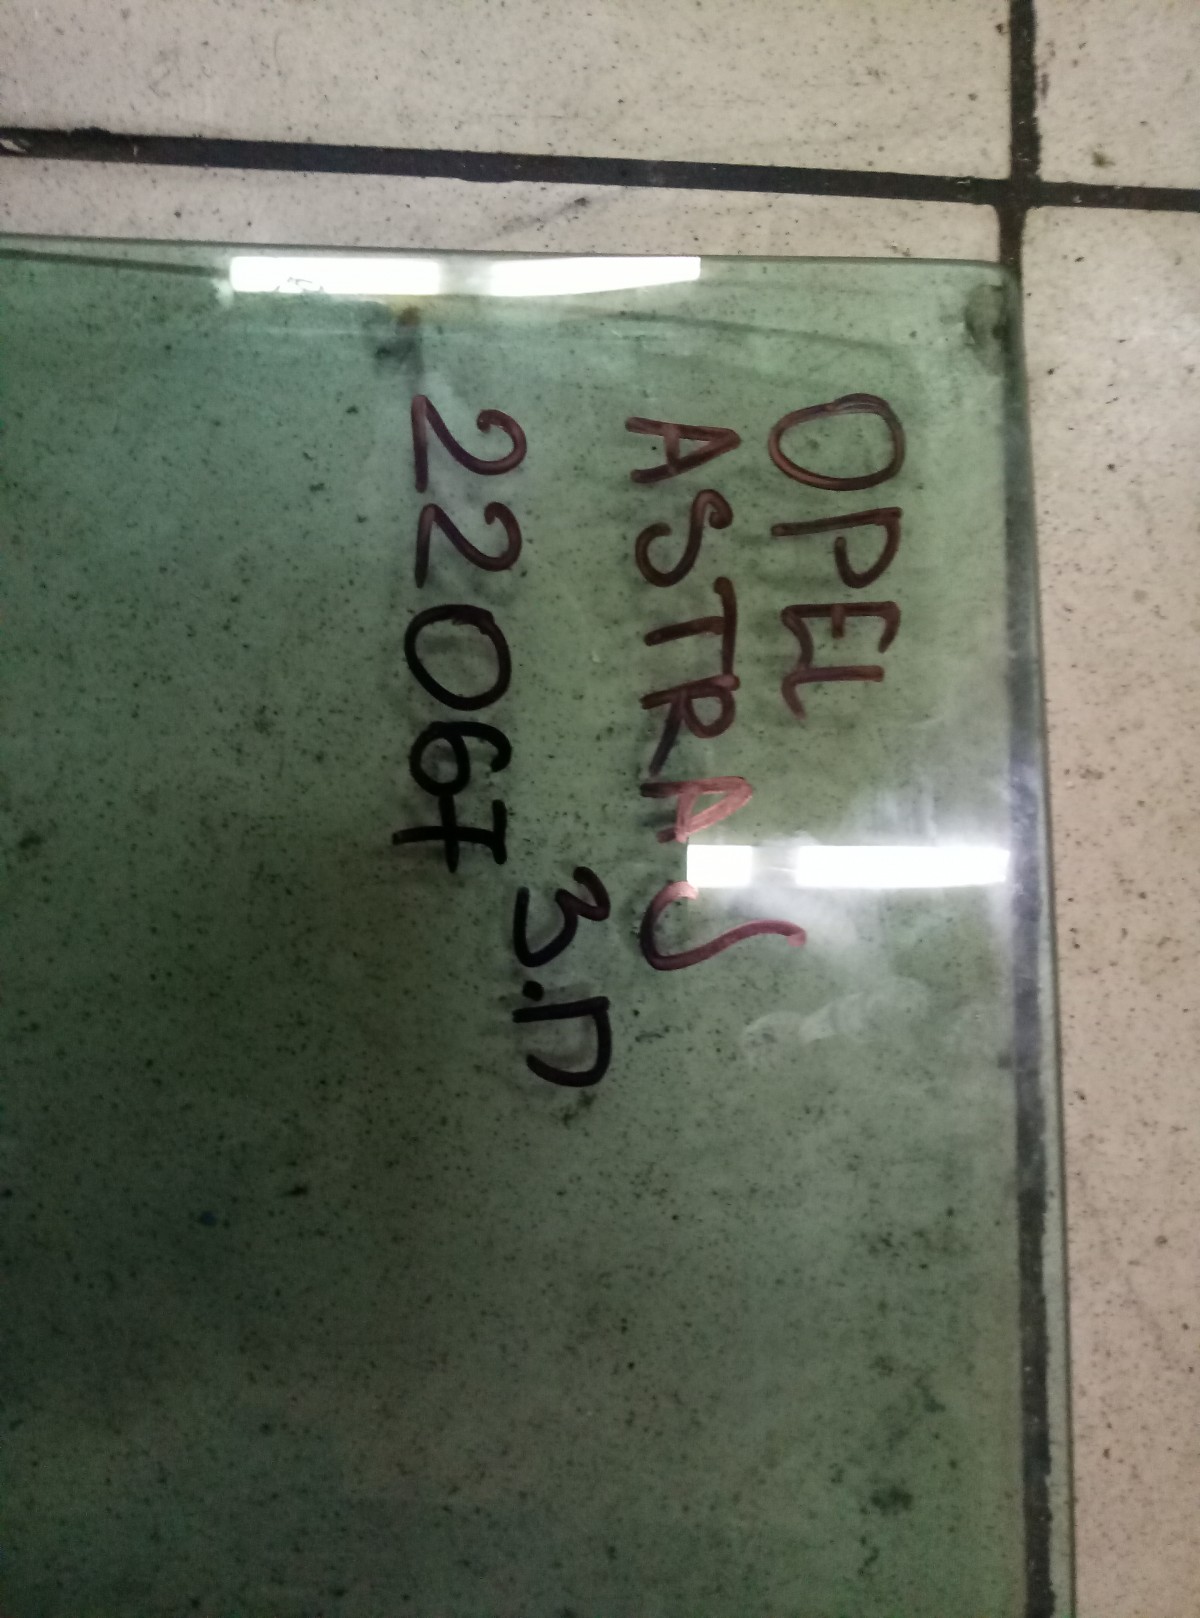 OPEL
ASTRA J
3.П
22067